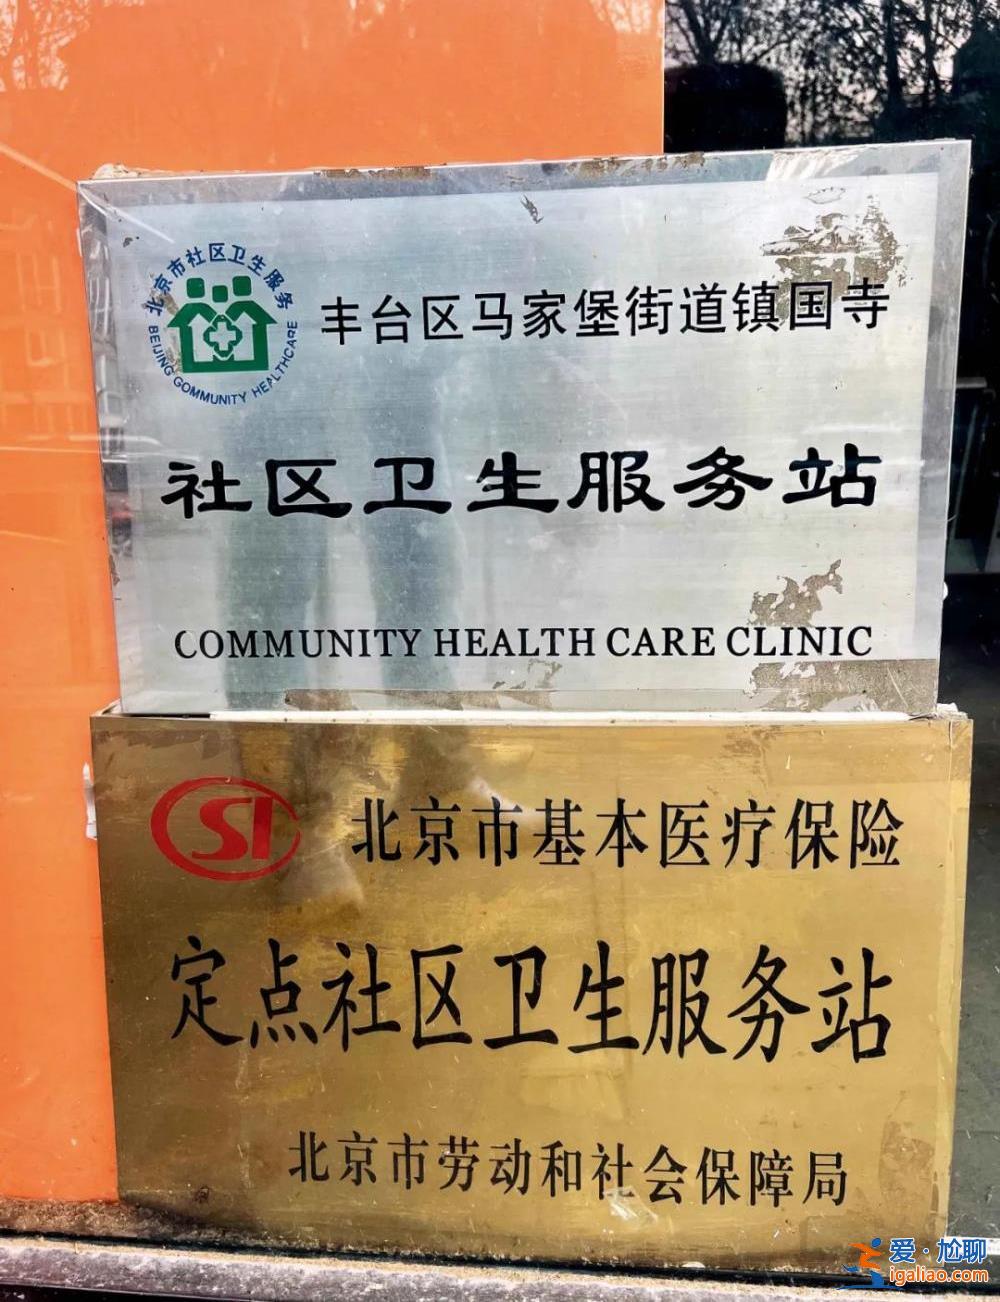 北京市社区卫生服务
BEIJING COMMUNITY HEALTHCARE
丰台区马家堡街道镇国寺
社区卫生服务站
COMMUNITY HEALTH CARE CLINIC
SI
北京市基本医疗保险
定点社区卫生服务站
北京市劳动和社会保障局
爱·尬聊
igaliao.com